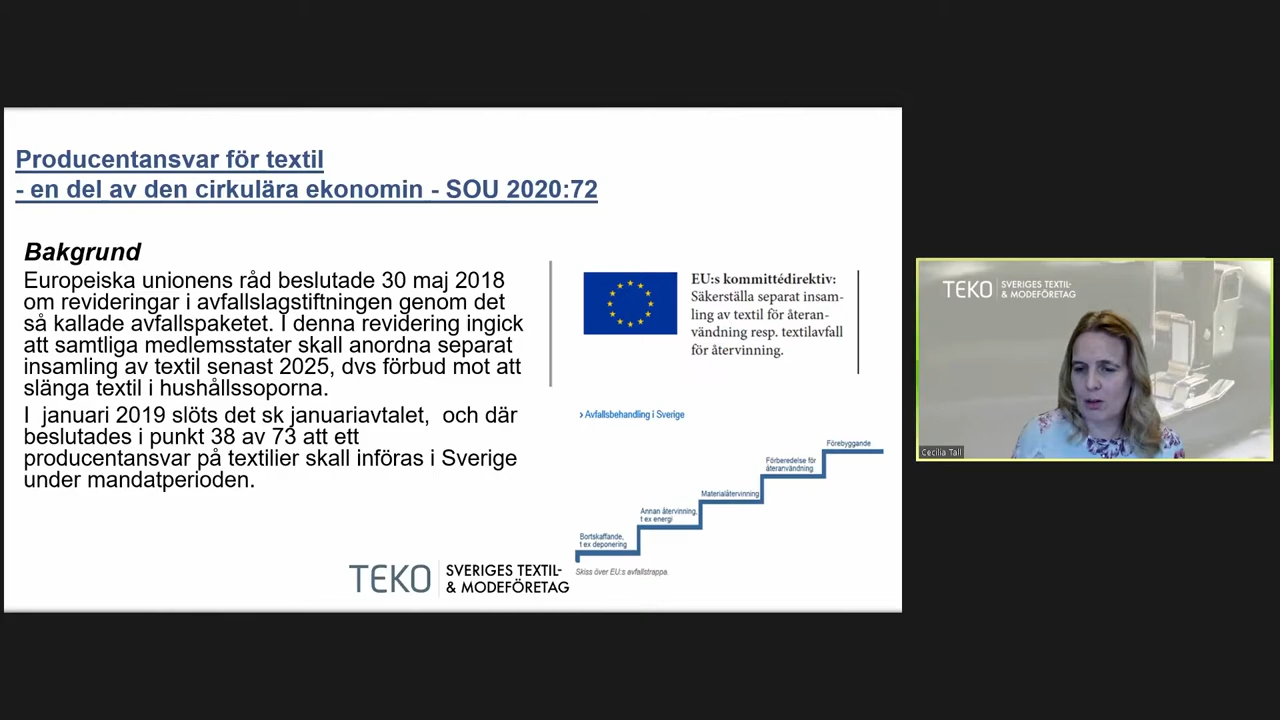 Producentansvar för textil
- en del av den cirkulära ekonomin - SOU 2020:72
Bakgrund
Europeiska unionens råd beslutade 30 maj 2018
om revideringar i avfallslagstiftningen genom det
så kallade avfallspaketet. I denna revidering ingick
att samtliga medlemsstater skall anordna separat
insamling av textil senast 2025, dvs förbud mot att
slänga textil i hushållssoporna.
I  januari 2019 slöts det sk januariavtalet,  och där
beslutades i punkt 38 av 73 att ett
producentansvar på textilier skall införas i Sverige
under mandatperioden.
EU:s kommittédirektiv:
Säkerställa separat insam-
ling av textil för återan-
vändning resp. textilavfall
för återvinning.
› Avfallsbehandling i Sverige
Förebyggande
Förberedelse för
återanvändning
Materialåtervinning
Annan återvinning,
t ex energi
Bortskaffande,
t ex deponering
Skiss över EU:s avfallstrappa.
TEKO SVERIGES TEXTIL-
& MODEFÖRETAG
TEKO SVERIGES TEXTIL-
& MODEFÖRETAG
Cecilia Tall